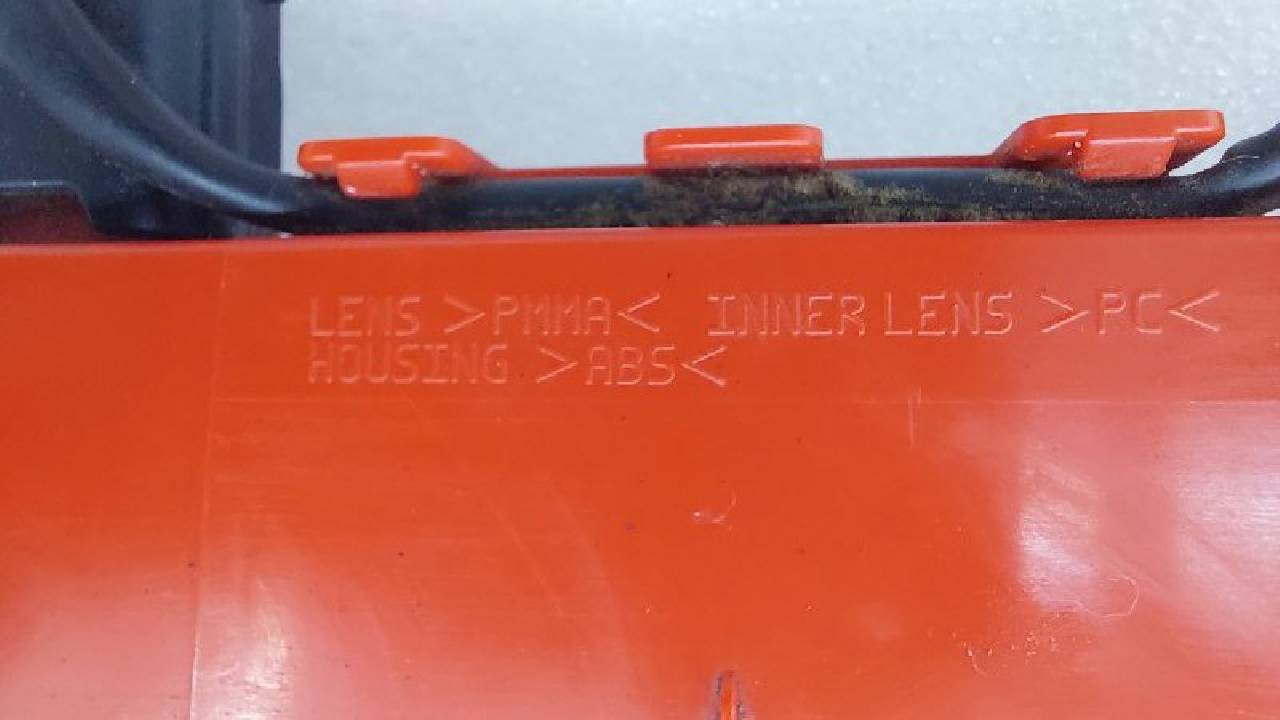 LENS >PMMA< INNER LENS >PC<
HOUSING >ABS<